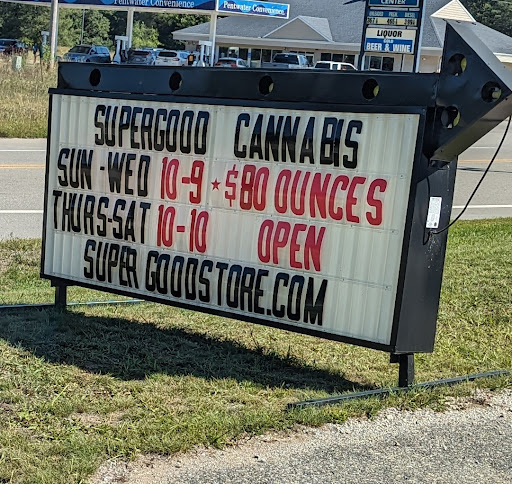 Pentwater Convenience
Pentwater Convenience
CENTER
LIQUOR
BEER & WINE
SUPERGOOD CANNABIS
SUN-WED 10-9 ★ $80 OUNCES
THURS-SAT 10-10 OPEN
SUPER GOODSTORE.COM